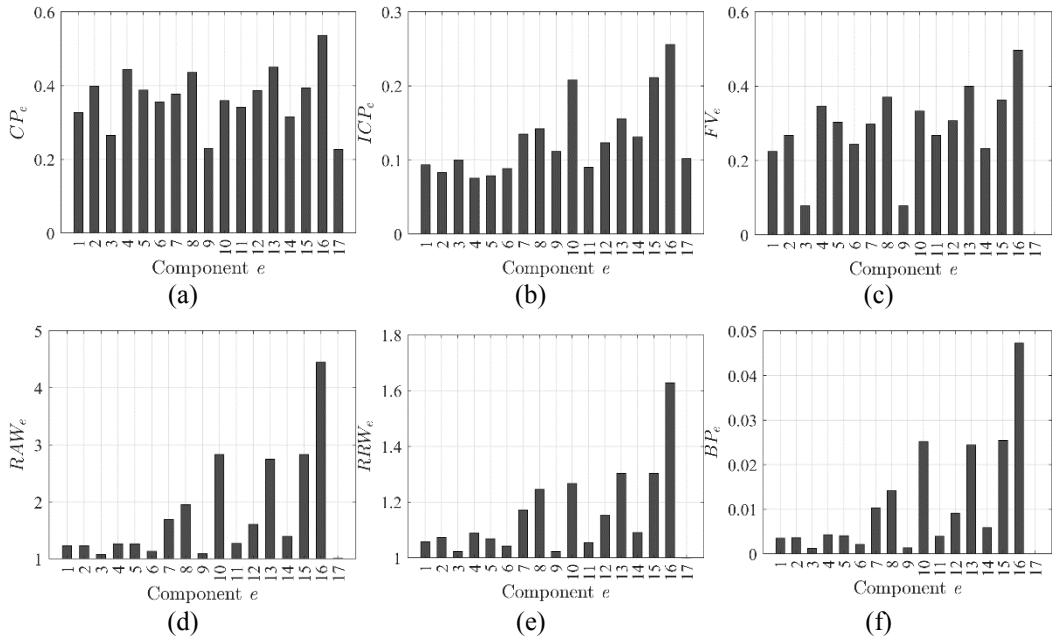 0.6
0.4
0.2
0
CP_e
1 2 3 4 5 6 7 8 9 10 11 12 13 14 15 16 17
Component e
(a)
0.3
0.2
0.1
0
ICP_e
1 2 3 4 5 6 7 8 9 10 11 12 13 14 15 16 17
Component e
(b)
0.6
0.4
0.2
0
FV_e
1 2 3 4 5 6 7 8 9 10 11 12 13 14 15 16 17
Component e
(c)
5
4
3
2
1
RAW_e
1 2 3 4 5 6 7 8 9 10 11 12 13 14 15 16 17
Component e
(d)
1.8
1.6
1.4
1.2
1
RRW_e
1 2 3 4 5 6 7 8 9 10 11 12 13 14 15 16 17
Component e
(e)
0.05
0.04
0.03
0.02
0.01
0
BP_e
1 2 3 4 5 6 7 8 9 10 11 12 13 14 15 16 17
Component e
(f)